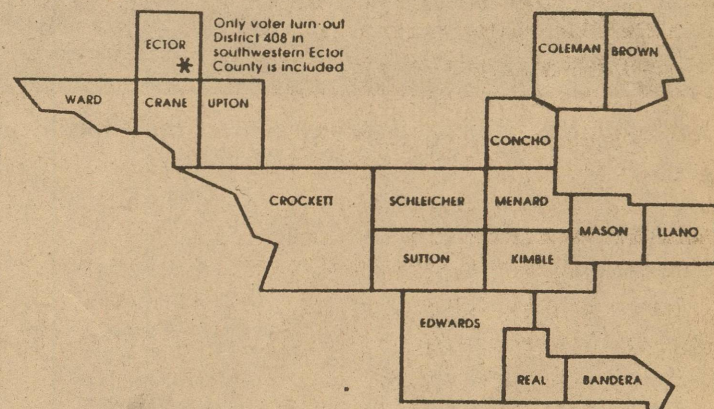 Only voter turn-out
District 408 in
southwestern Ector
County is included
ECTOR
*
COLEMAN
BROWN
WARD
CRANE
UPTON
CONCHO
CROCKETT
SCHLEICHER
MENARD
MASON
LLANO
SUTTON
KIMBLE
EDWARDS
REAL
BANDERA